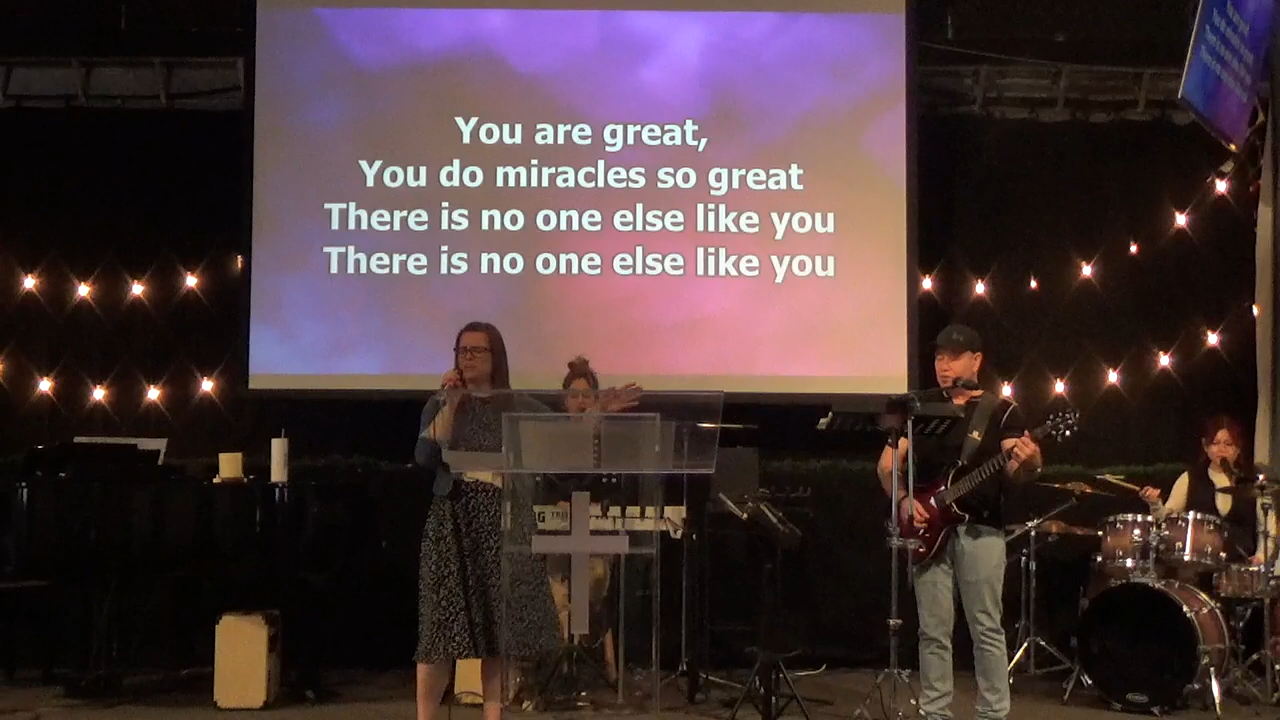 You are great,
You do miracles so great
There is no one else like you
There is no one else like you